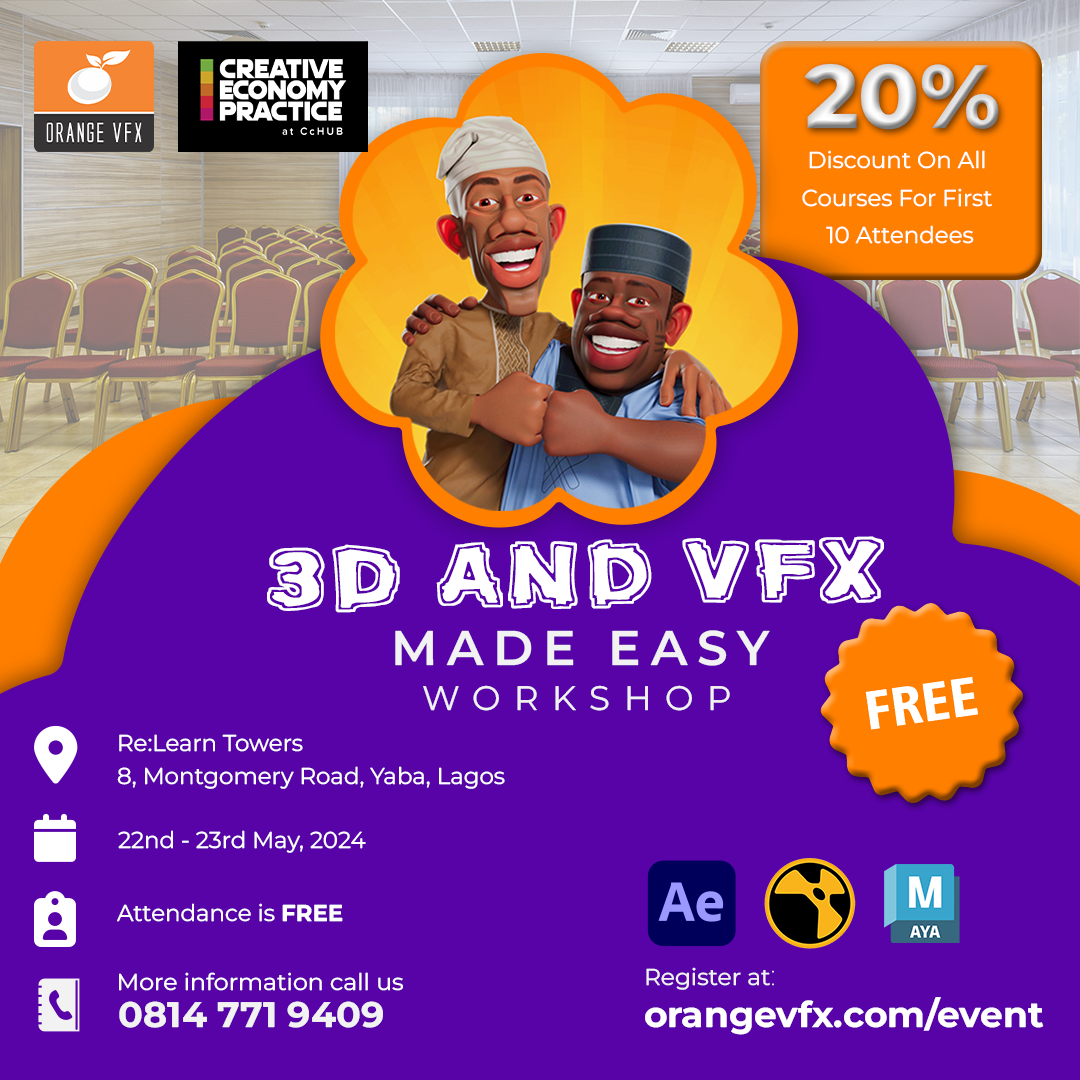 ORANGE VFX
CREATIVE
ECONOMY
PRACTICE
at CcHUB
20%
Discount On All
Courses For First
10 Attendees
3D AND VFX
MADE EASY
WORKSHOP
FREE
Re:Learn Towers
8, Montgomery Road, Yaba, Lagos
22nd - 23rd May, 2024
Attendance is FREE
More information call us
0814 771 9409
Ae
M
AYA
Register at:
orangevfx.com/event